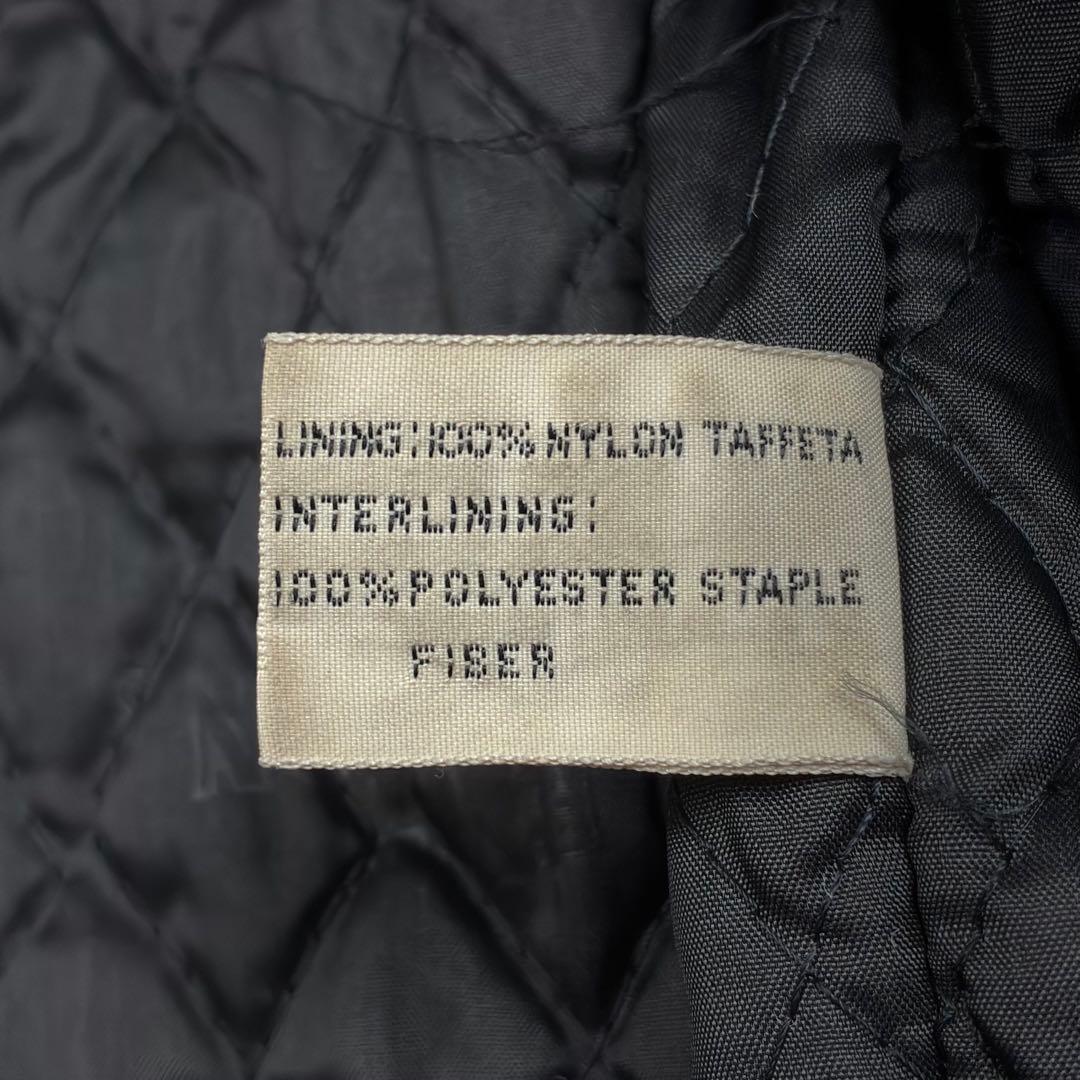 LINING:100% NYLON TAFFETA
INTERLINING:
100% POLYESTER STAPLE
FIBER